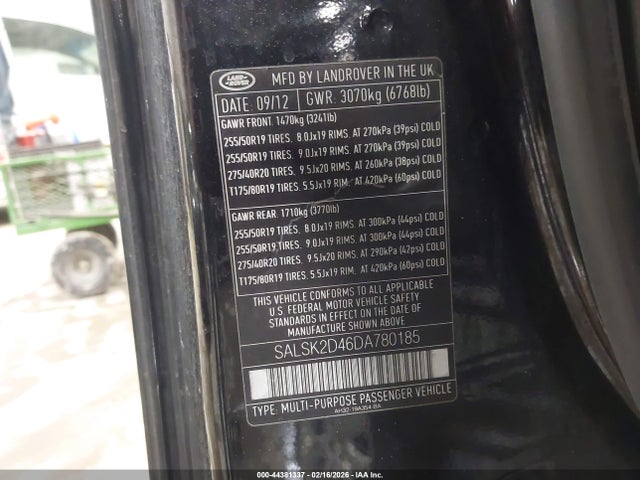 LAND ROVER
MFD BY LANDROVER IN THE UK
DATE: 09/12 GWR. 3070kg (6768lb)
GAWR FRONT. 1470kg (3241lb)
255/50R19 TIRES. 8.0Jx19 RIMS. AT 270kPa (39psi) COLD
255/50R19 TIRES. 9.0Jx19 RIMS. AT 270kPa (39psi) COLD
275/40R20 TIRES. 9.5Jx20 RIMS. AT 260kPa (38psi) COLD
T175/80R19 TIRES. 5.5Jx19 RIM. AT 420kPa (60psi) COLD
GAWR REAR. 1710kg (3770lb)
255/50R19 TIRES. 8.0Jx19 RIMS. AT 300kPa (44psi) COLD
255/50R19 TIRES. 9.0Jx19 RIMS. AT 300kPa (44psi) COLD
275/40R20 TIRES. 9.5Jx20 RIMS. AT 290kPa (42psi) COLD
T175/80R19 TIRES. 5.5Jx19 RIM. AT 420kPa (60psi) COLD
THIS VEHICLE CONFORMS TO ALL APPLICABLE
U.S. FEDERAL MOTOR VEHICLE SAFETY
STANDARDS IN EFFECT ON THE DATE OF
MANUFACTURE SHOWN ABOVE
SALSK2D46DA780185
TYPE: MULTI-PURPOSE PASSENGER VEHICLE
000-44381337 - 02/16/2026 - IAA Inc.